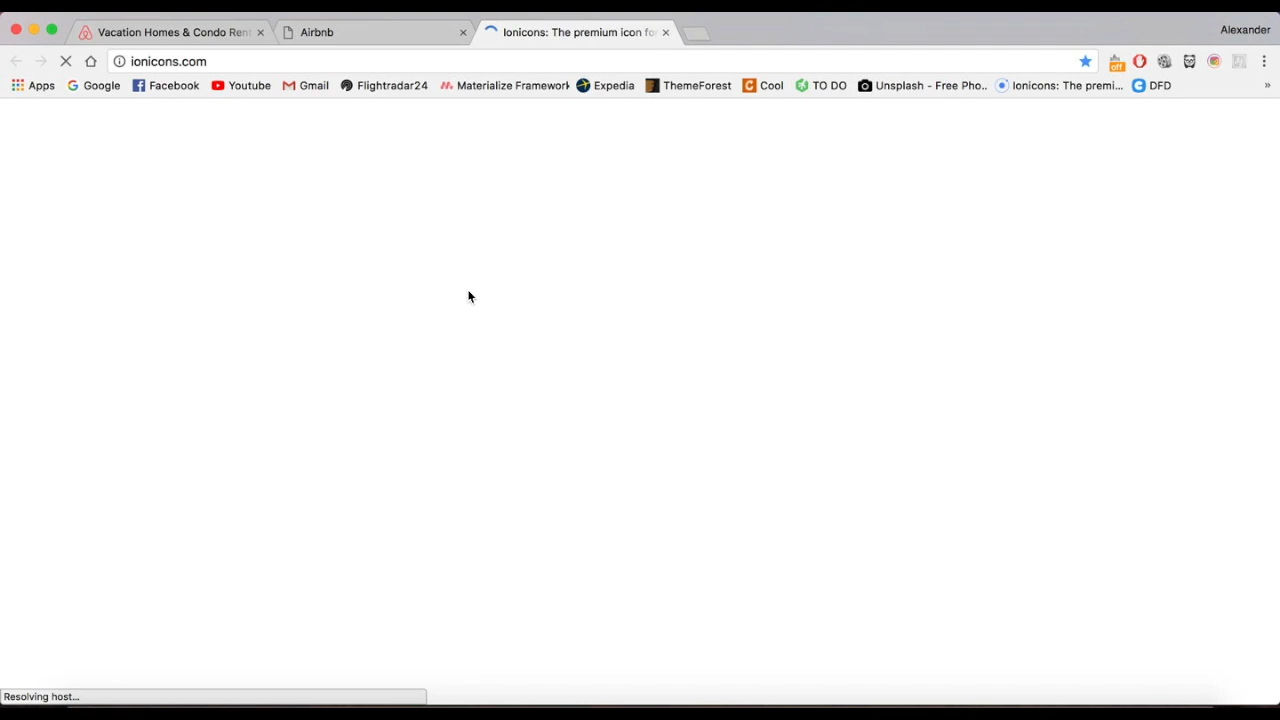 Vacation Homes & Condo Rent
Airbnb
Ionicons: The premium icon fo
Alexander
ionicons.com
Apps
Google
Facebook
Youtube
Gmail
Flightradar24
Materialize Framework
Expedia
ThemeForest
Cool
TO DO
Unsplash - Free Pho...
Ionicons: The premi...
DFD
off
Resolving host...